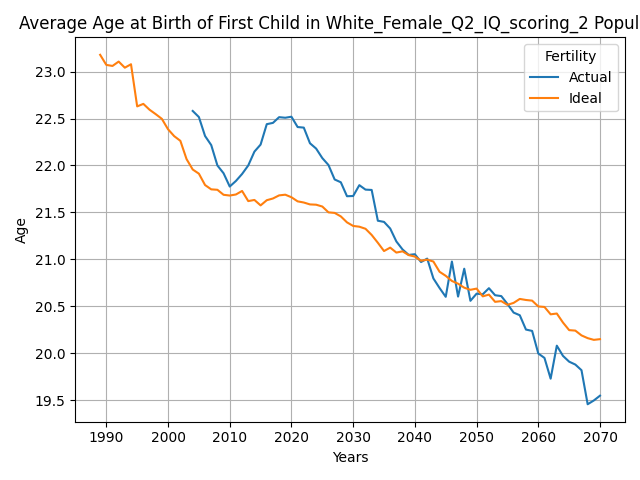 Average Age at Birth of First Child in White_Female_Q2_IQ_scoring_2 Popul
Fertility
Actual
Ideal
23.0
22.5
22.0
21.5
21.0
20.5
20.0
19.5
Age
1990 2000 2010 2020 2030 2040 2050 2060 2070
Years